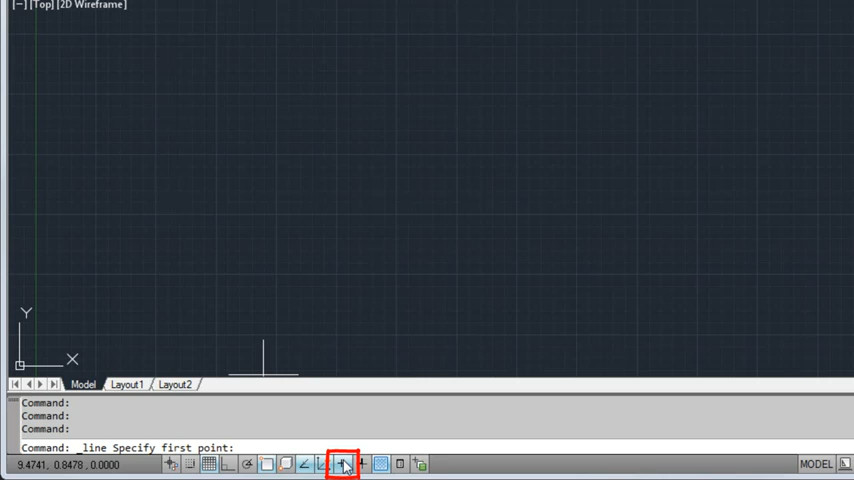 [−] [Top] [2D Wireframe]
Y
X
Model Layout1 Layout2
Command:
Command:
Command:
Command: _line Specify first point:
9.4741, 0.8478 , 0.0000 MODEL